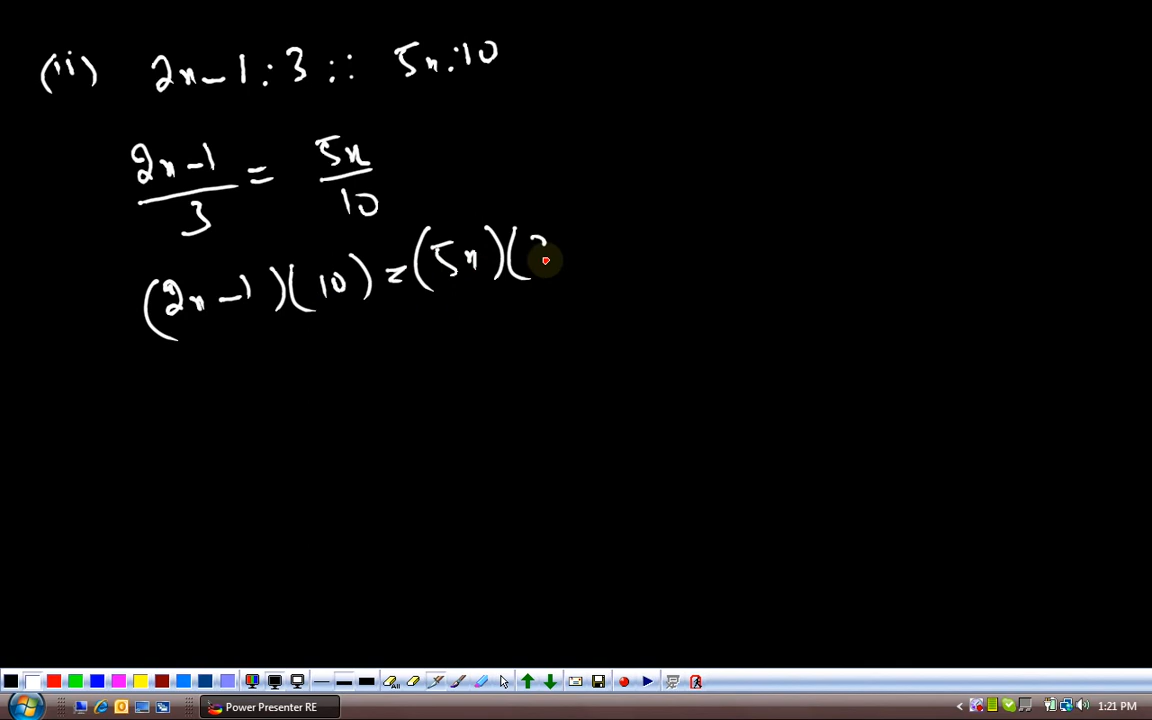 (ii) 2x-1:3 :: 5x:10
2x-1/3 = 5x/10
(2x-1)(10)=(5x)(
Power Presenter RE
1:21 PM